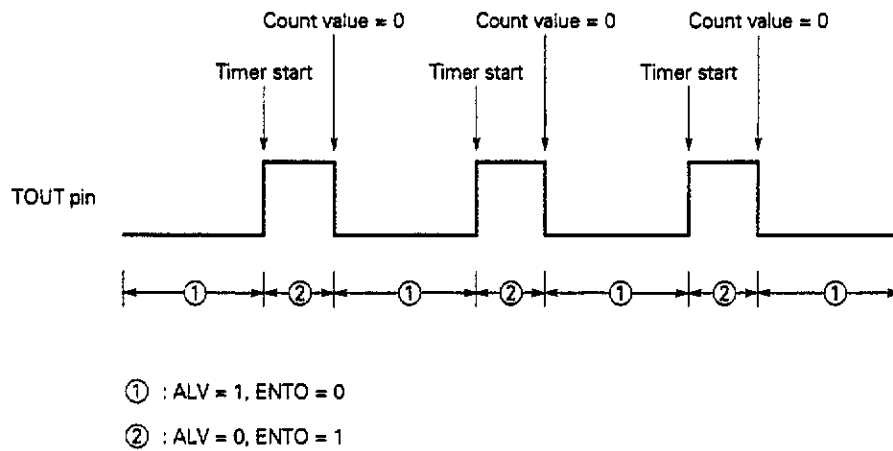 Count value = 0 Count value = 0 Count value = 0
Timer start Timer start Timer start
TOUT pin
① ② ① ② ① ② ①
① : ALV = 1, ENTO = 0
② : ALV = 0, ENTO = 1